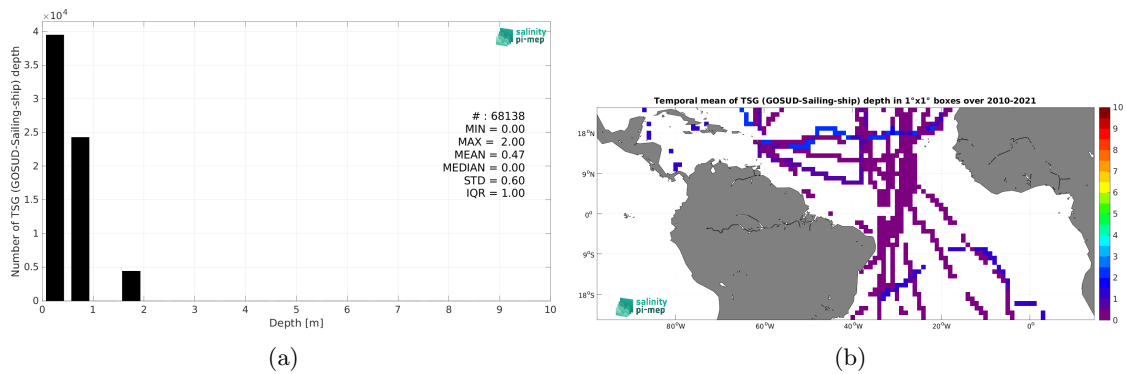 ×10⁴
4
3.5
3
2.5
2
1.5
1
0.5
0
Number of TSG (GOSUD-Sailing-ship) depth
salinity
pi-mep
# : 68138
MIN = 0.00
MAX = 2.00
MEAN = 0.47
MEDIAN = 0.00
STD = 0.60
IQR = 1.00
0 1 2 3 4 5 6 7 8 9 10
Depth [m]
(a)
Temporal mean of TSG (GOSUD-Sailing-ship) depth in 1°x1° boxes over 2010-2021
18°N
9°N
0°
9°S
18°S
salinity
pi-mep
80°W 60°W 40°W 20°W 0°
10
9
8
7
6
5
4
3
2
1
0
(b)